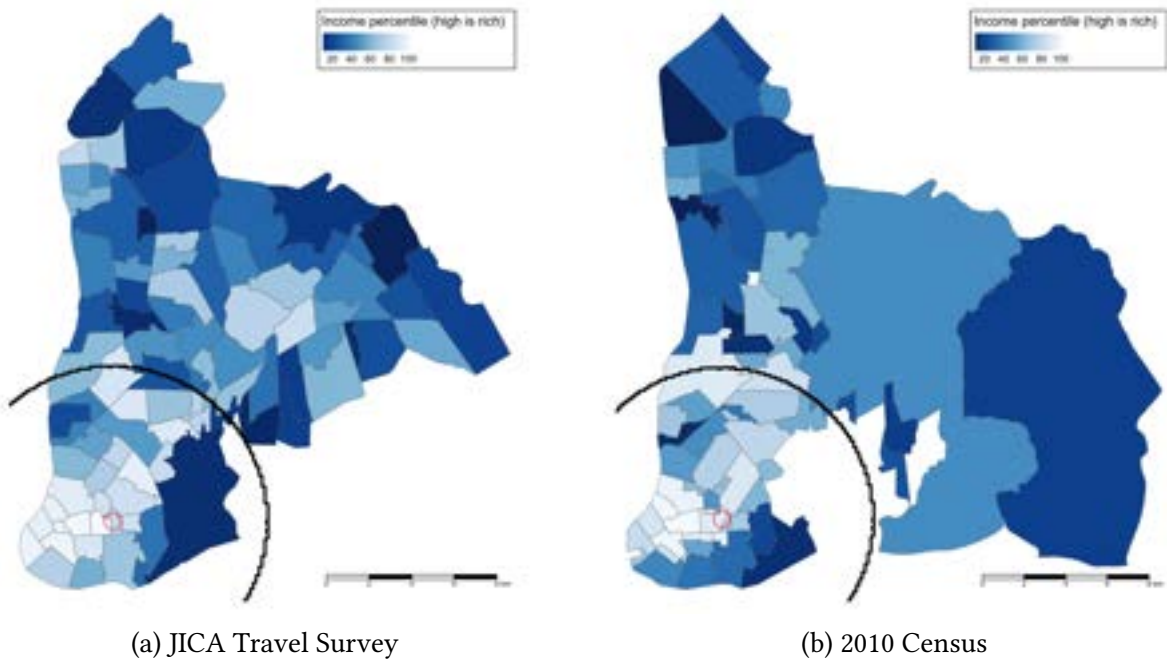 Income percentile (high is rich)
20 40 60 80 100
Income percentile (high is rich)
20 40 60 80 100
(a) JICA Travel Survey
(b) 2010 Census